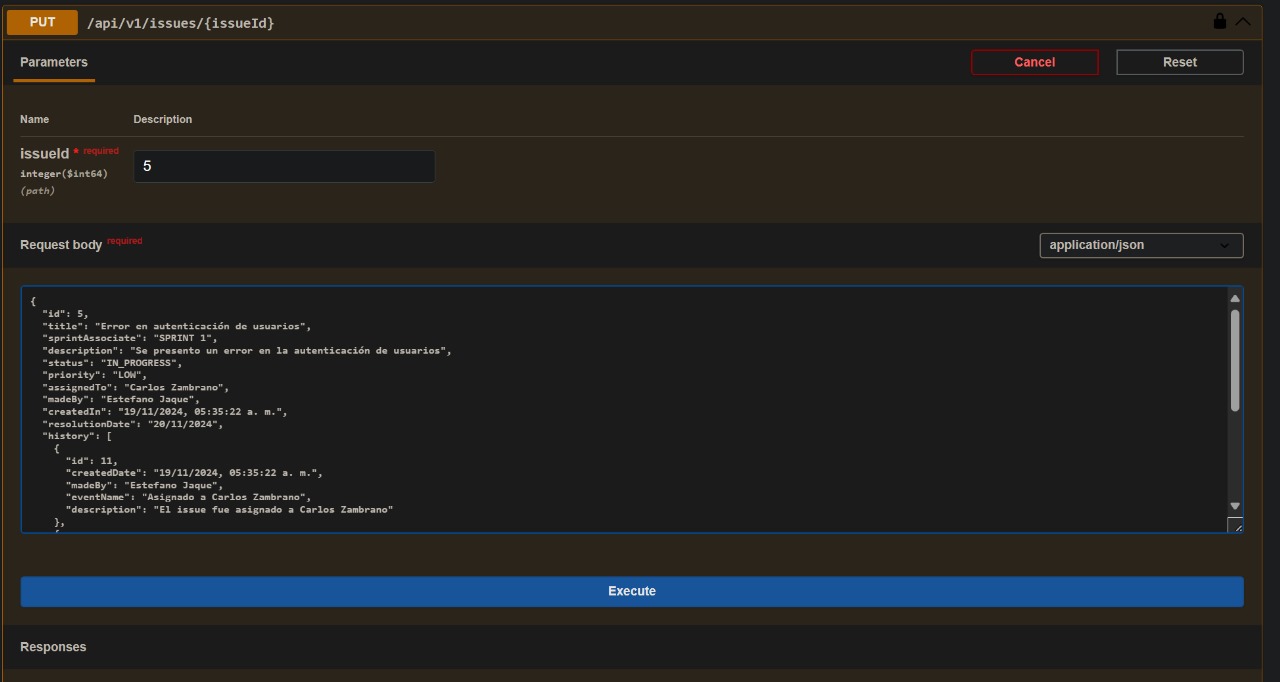 PUT /api/v1/issues/{issueId}
Parameters
Cancel
Reset
Name Description
issueId * required
integer($int64)
(path)
5
Request body required
application/json
{
  "id": 5,
  "title": "Error en autenticación de usuarios",
  "sprintAssociate": "SPRINT 1",
  "description": "Se presento un error en la autenticación de usuarios",
  "status": "IN_PROGRESS",
  "priority": "LOW",
  "assignedTo": "Carlos Zambrano",
  "madeBy": "Estefano Jaque",
  "createdIn": "19/11/2024, 05:35:22 a. m.",
  "resolutionDate": "20/11/2024",
  "history": [
    {
      "id": 11,
      "createdDate": "19/11/2024, 05:35:22 a. m.",
      "madeBy": "Estefano Jaque",
      "eventName": "Asignado a Carlos Zambrano",
      "description": "El issue fue asignado a Carlos Zambrano"
    },
Execute
Responses